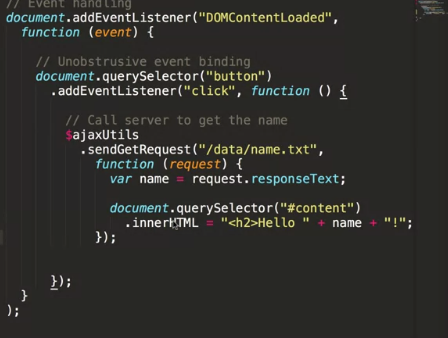 // Event handling
document.addEventListener("DOMContentLoaded",
function (event) {
// Unobstrusive event binding
document.querySelector("button")
.addEventListener("click", function () {
// Call server to get the name
$ajaxUtils
.sendGetRequest("/data/name.txt",
function (request) {
var name = request.responseText;
document.querySelector("#content")
.innerHTML = "<h2>Hello " + name + "!";
});
});
}
);